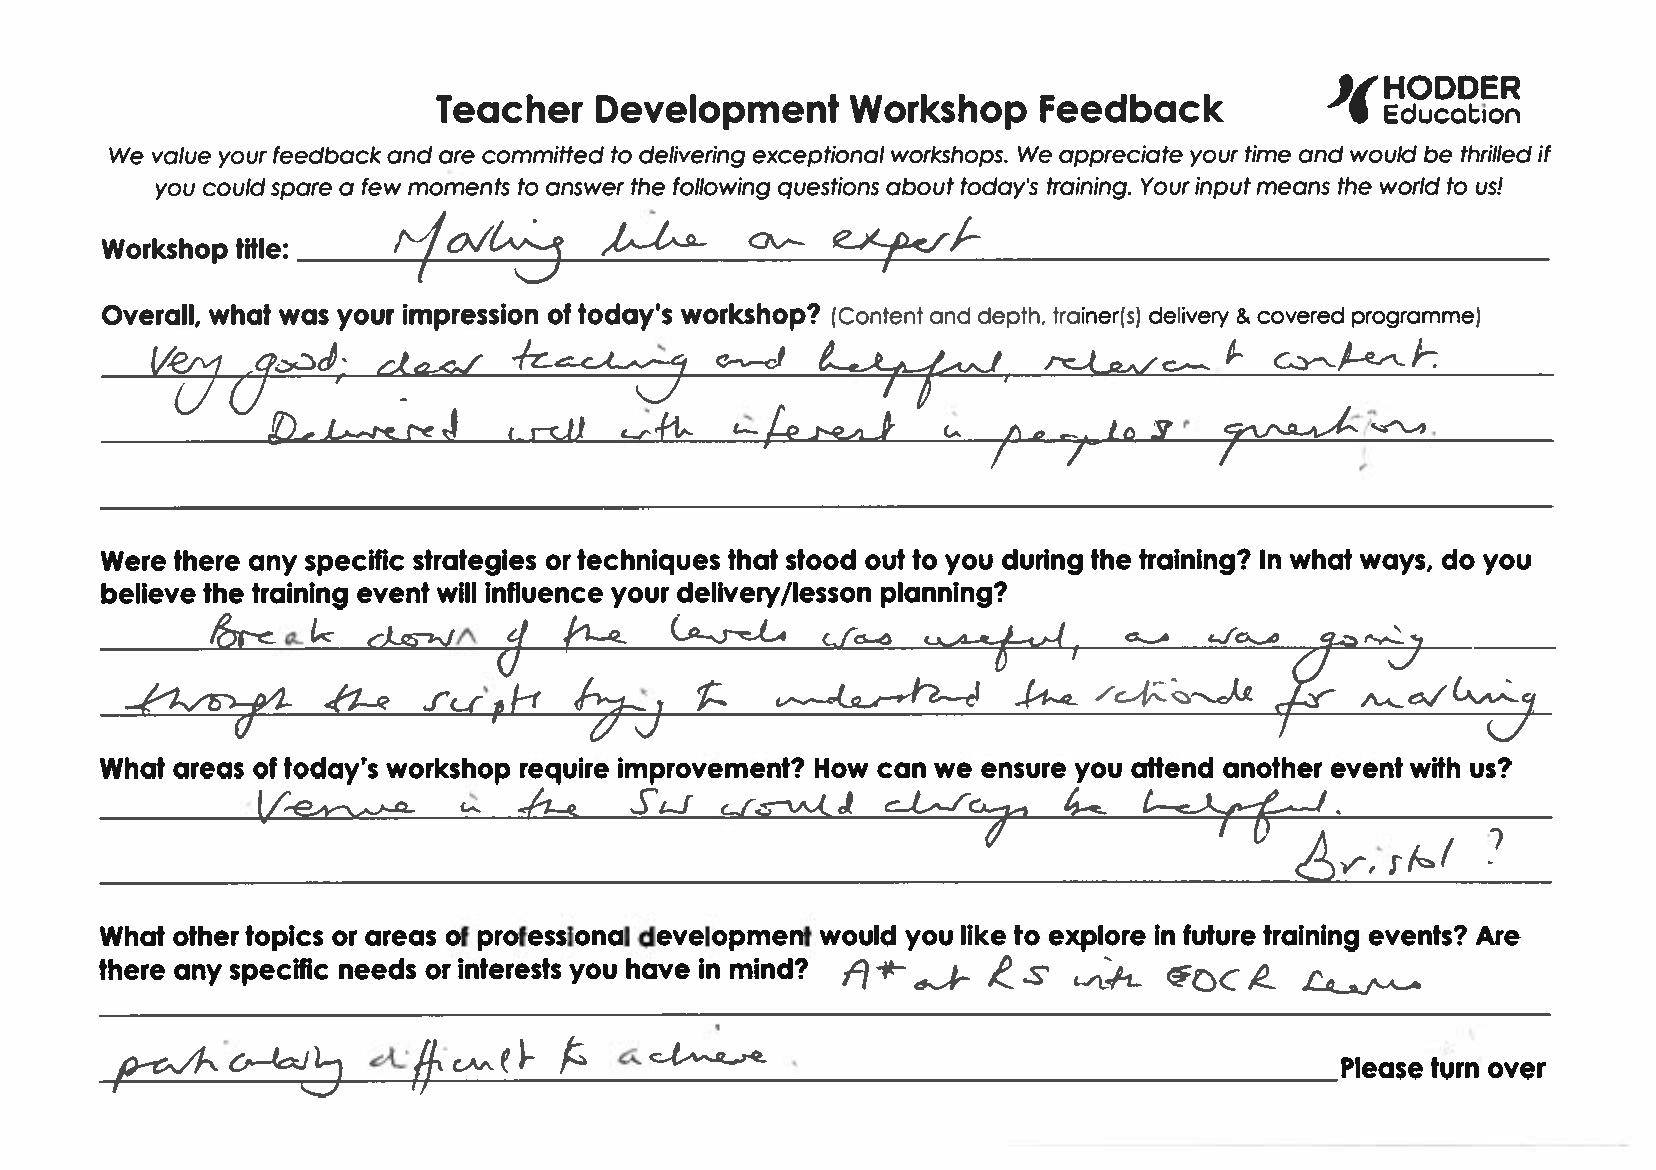 HODDER
Education
Teacher Development Workshop Feedback
We value your feedback and are committed to delivering exceptional workshops. We appreciate your time and would be thrilled if
you could spare a few moments to answer the following questions about today's training. Your input means the world to us!
Workshop title: Marking like an expert
Overall, what was your impression of today's workshop? (Content and depth, trainer(s) delivery & covered programme)
Very good; clear teaching and helpful, relevant content.
Delivered well with interest in peoples' questions.
Were there any specific strategies or techniques that stood out to you during the training? In what ways, do you
believe the training event will influence your delivery/lesson planning?
Break down of the levels was useful, as was going
through the scripts trying to understand the rationale for marking
What areas of today's workshop require improvement? How can we ensure you attend another event with us?
Venue in the SW would always be helpful.
Bristol?
What other topics or areas of professional development would you like to explore in future training events? Are
there any specific needs or interests you have in mind? A* at RS with OCR seems
particularly difficult to achieve.
Please turn over